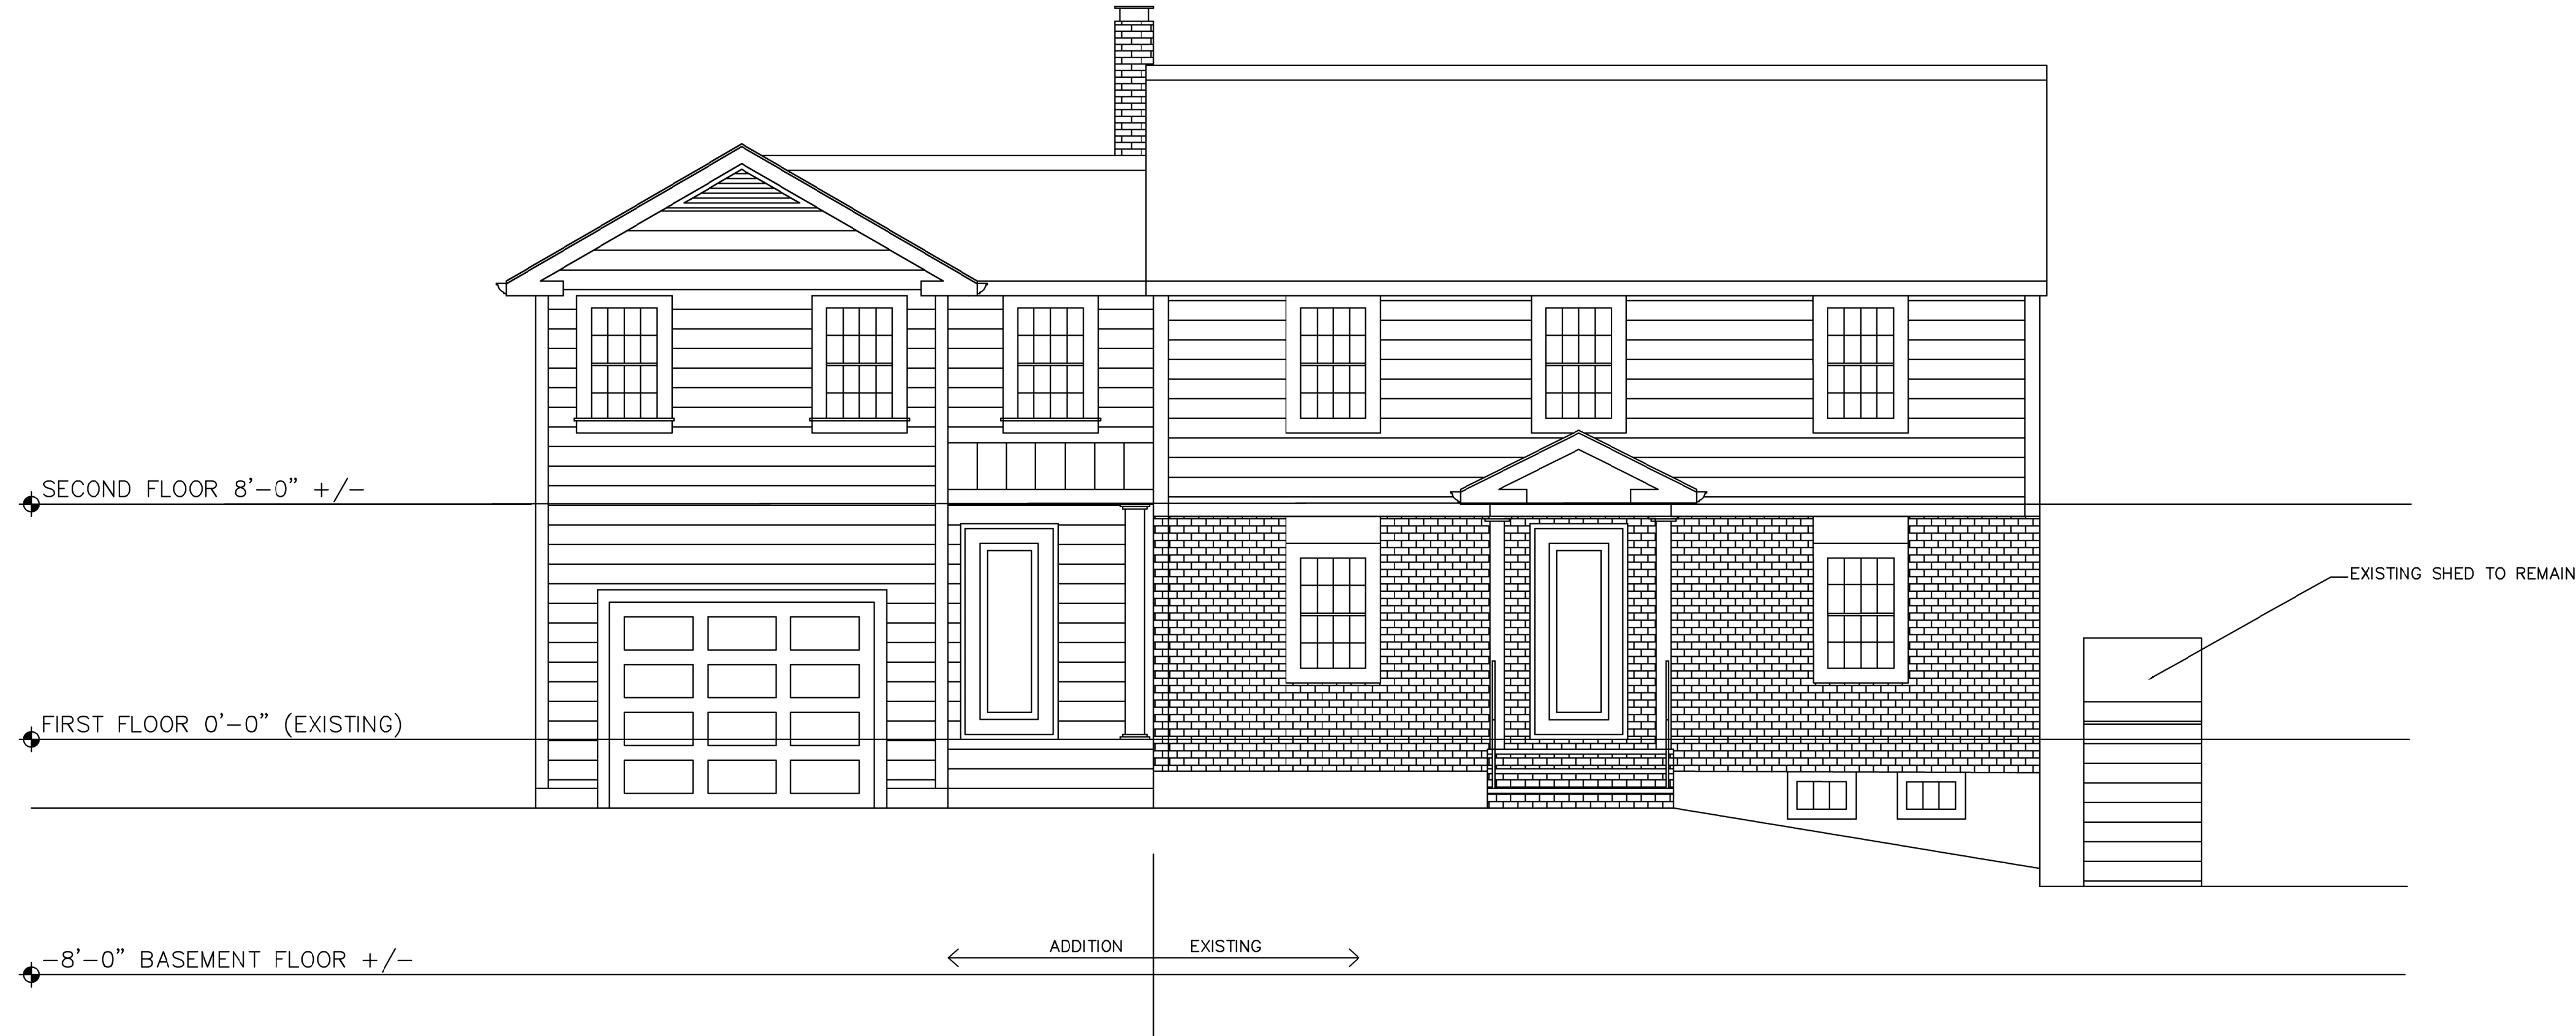 SECOND FLOOR 8'-0" +/-
EXISTING SHED TO REMAIN
FIRST FLOOR 0'-0" (EXISTING)
ADDITION
EXISTING
-8'-0" BASEMENT FLOOR +/-